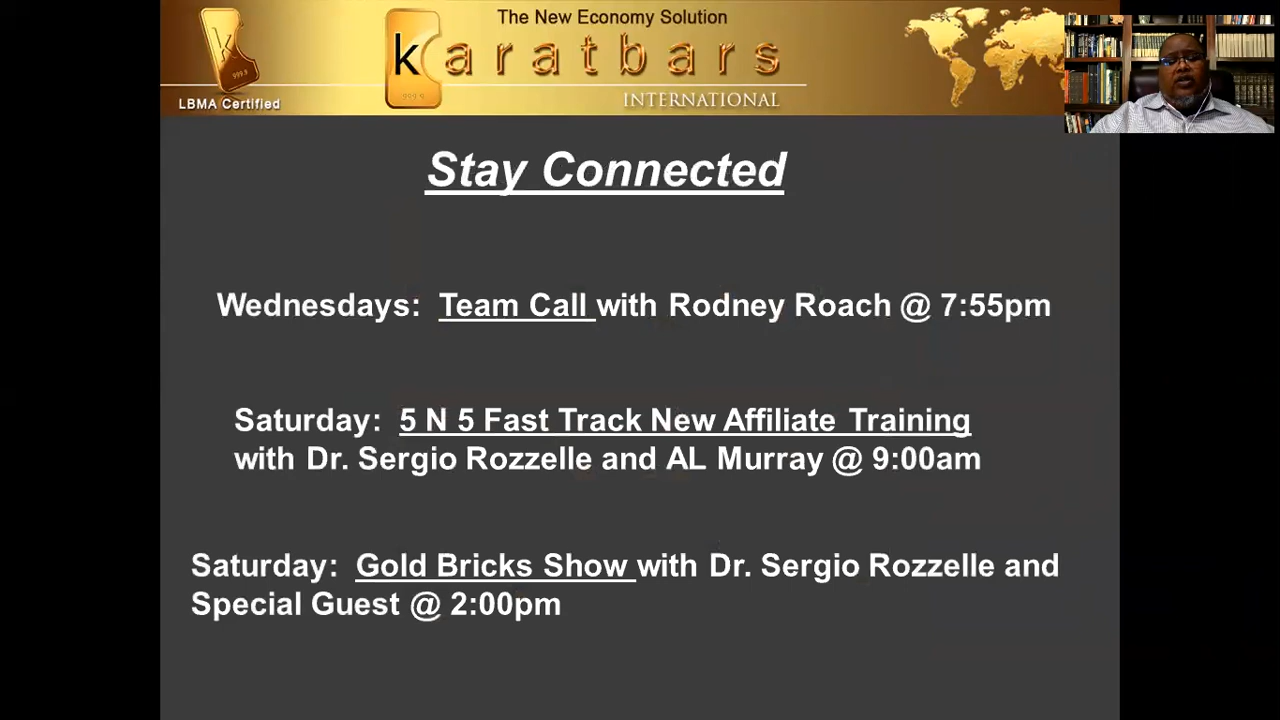 The New Economy Solution
karatbars
INTERNATIONAL
LBMA Certified
Stay Connected
Wednesdays: Team Call with Rodney Roach @ 7:55pm
Saturday: 5 N 5 Fast Track New Affiliate Training
with Dr. Sergio Rozzelle and AL Murray @ 9:00am
Saturday: Gold Bricks Show with Dr. Sergio Rozzelle and
Special Guest @ 2:00pm